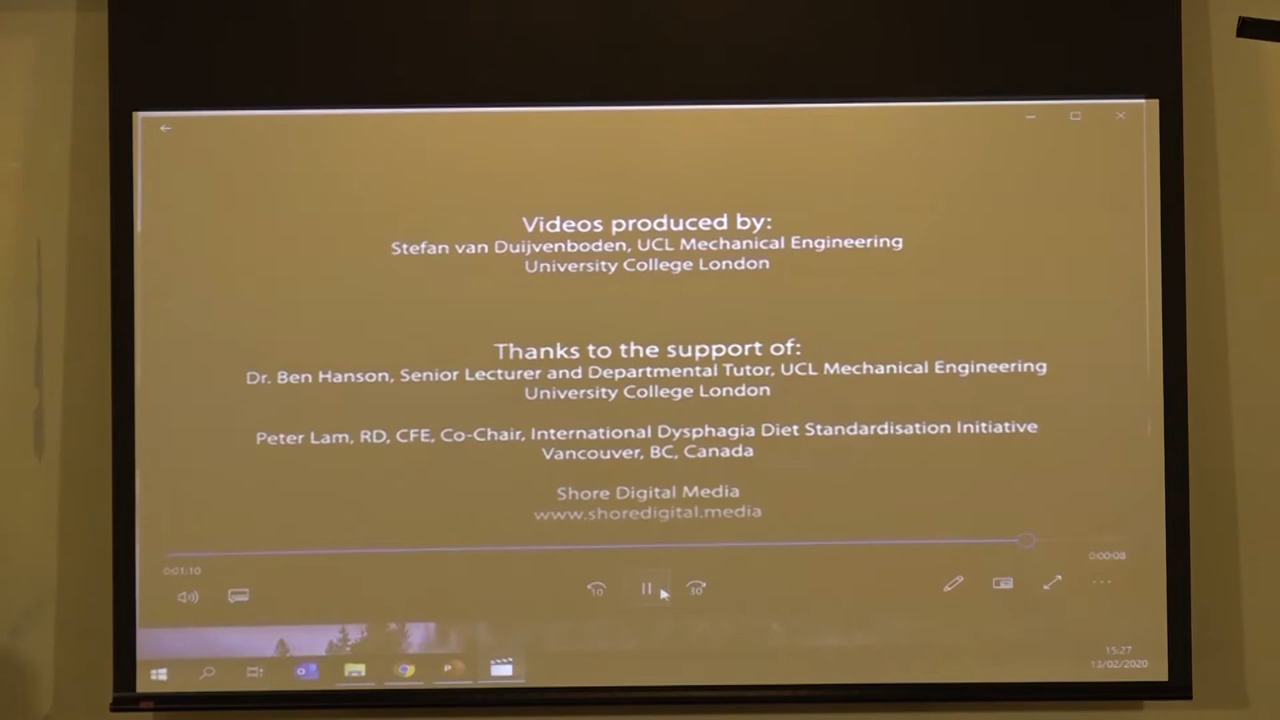 Videos produced by:
Stefan van Duijvenboden, UCL Mechanical Engineering
University College London
Thanks to the support of:
Dr. Ben Hanson, Senior Lecturer and Departmental Tutor, UCL Mechanical Engineering
University College London
Peter Lam, RD, CFE, Co-Chair, International Dysphagia Diet Standardisation Initiative
Vancouver, BC, Canada
Shore Digital Media
www.shoredigital.media
0:01:10
0:00:08
10
30
15:27
13/02/2020